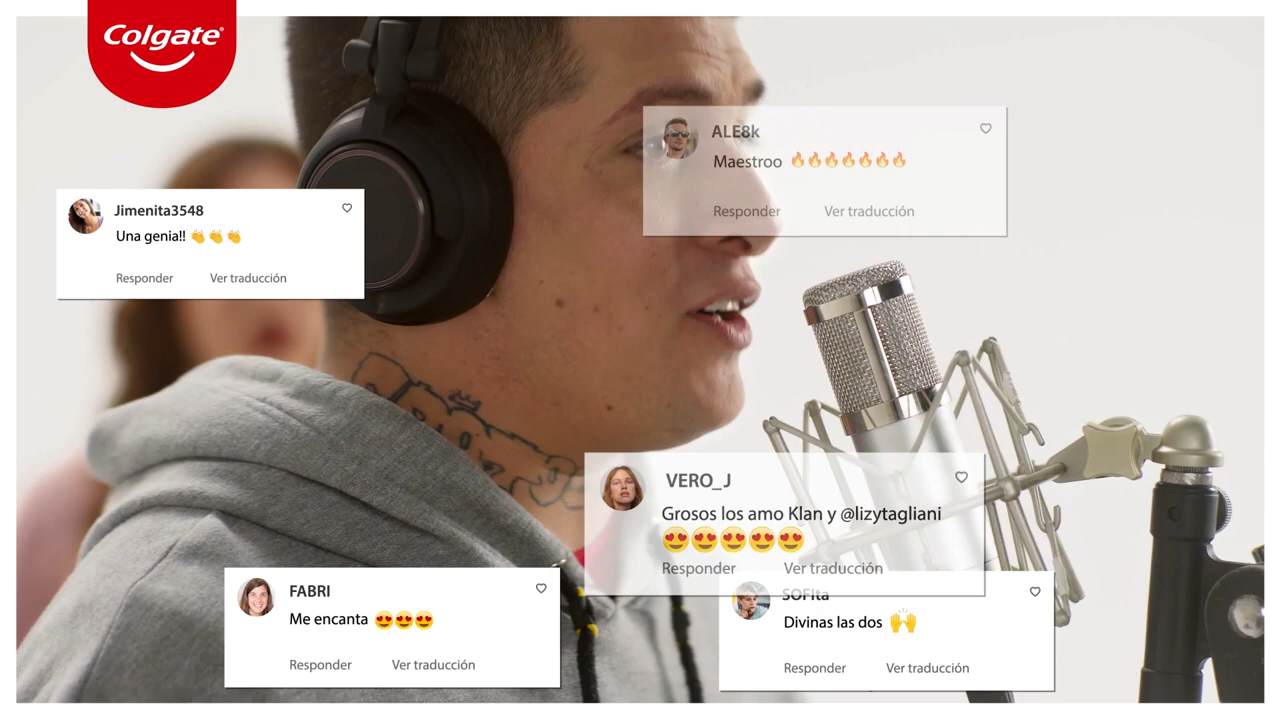 Colgate
ALE8k
Maestroo 🔥🔥🔥🔥🔥🔥🔥
Responder Ver traducción
Jimenita3548
Una genia!! 👏👏👏
Responder Ver traducción
VERO_J
Grosos los amo Klan y @lizytagliani
😍😍😍😍😍
Responder Ver traducción
FABRI
Me encanta 😍😍😍
Responder Ver traducción
SOFIta
Divinas las dos 🙌
Responder Ver traducción